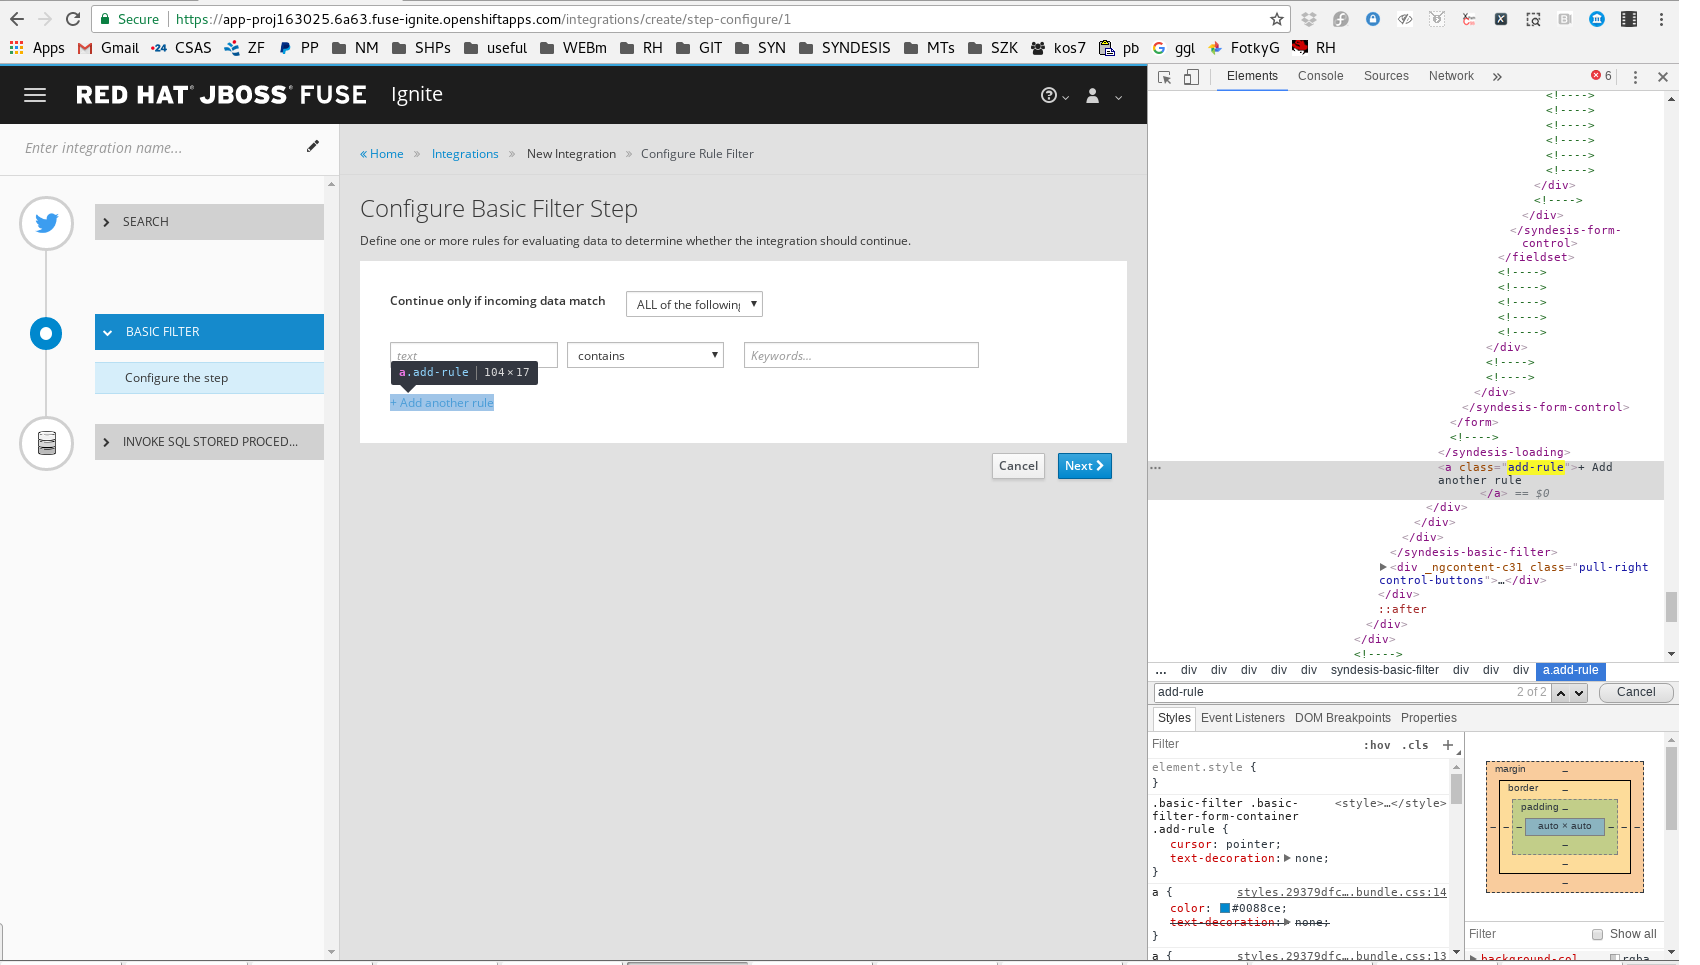 Secure https://app-proj163025.6a63.fuse-ignite.openshiftapps.com/integrations/create/step-configure/1
Apps Gmail CSAS ZF PP NM SHPs useful WEBm RH GIT SYN SYNDESIS MTs SZK kos7 pb ggl FotkyG RH
RED HAT JBOSS FUSE Ignite
Enter integration name...
SEARCH
BASIC FILTER
Configure the step
INVOKE SQL STORED PROCED...
« Home » Integrations » New Integration » Configure Rule Filter
Configure Basic Filter Step
Define one or more rules for evaluating data to determine whether the integration should continue.
Continue only if incoming data match ALL of the following
text contains Keywords...
a.add-rule 104 × 17
+ Add another rule
Cancel Next
Elements Console Sources Network » 6
<!---->
<!---->
<!---->
<!---->
<!---->
<!---->
</div>
<!---->
</div>
</syndesis-form-
control>
</fieldset>
<!---->
<!---->
<!---->
<!---->
<!---->
</div>
<!---->
<!---->
</div>
</syndesis-form-control>
</form>
<!---->
</syndesis-loading>
<a class="add-rule">+ Add
another rule
</a> == $0
</div>
</div>
</div>
</syndesis-basic-filter>
<div _ngcontent-c31 class="pull-right
control-buttons">…</div>
</div>
::after
</div>
</div>
<!---->
... div div div div div syndesis-basic-filter div div div a.add-rule
add-rule 2 of 2 Cancel
Styles Event Listeners DOM Breakpoints Properties
Filter :hov .cls +
element.style {
}
.basic-filter .basic- <style>…</style>
filter-form-container
.add-rule {
cursor: pointer;
text-decoration: none;
}
a { styles.29379dfc….bundle.css:14
color: #0088ce;
text-decoration: none;
}
a { styles.29379dfc….bundle.css:13
margin –
border –
padding –
– – – auto × auto – – –
–
–
–
Filter Show all
background-col rgba